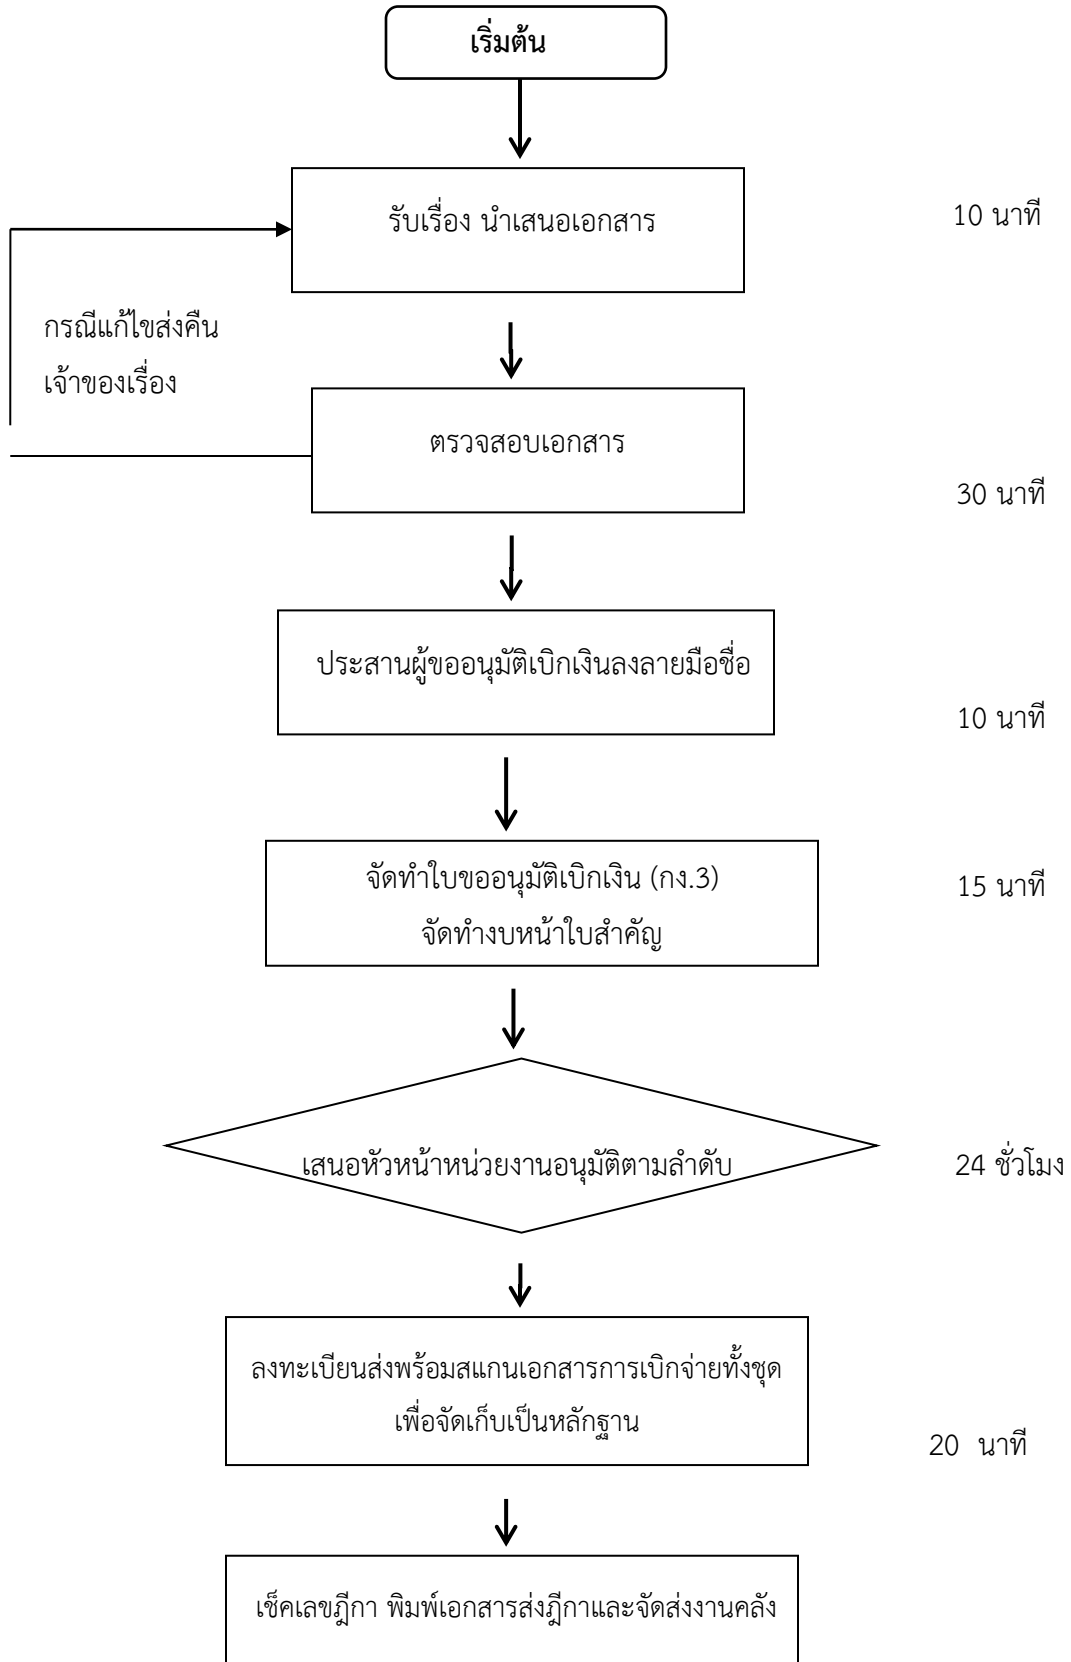 เริ่มต้น
รับเรื่อง นำเสนอเอกสาร
10 นาที
กรณีแก้ไขส่งคืน
เจ้าของเรื่อง
ตรวจสอบเอกสาร
30 นาที
ประสานผู้ขออนุมัติเบิกเงินลงลายมือชื่อ
10 นาที
จัดทำใบขออนุมัติเบิกเงิน (กง.3)
จัดทำงบหน้าใบสำคัญ
15 นาที
เสนอหัวหน้าหน่วยงานอนุมัติตามลำดับ
24 ชั่วโมง
ลงทะเบียนส่งพร้อมสแกนเอกสารการเบิกจ่ายทั้งชุด
เพื่อจัดเก็บเป็นหลักฐาน
20 นาที
เช็คเลขฎีกา พิมพ์เอกสารส่งฎีกาและจัดส่งงานคลัง